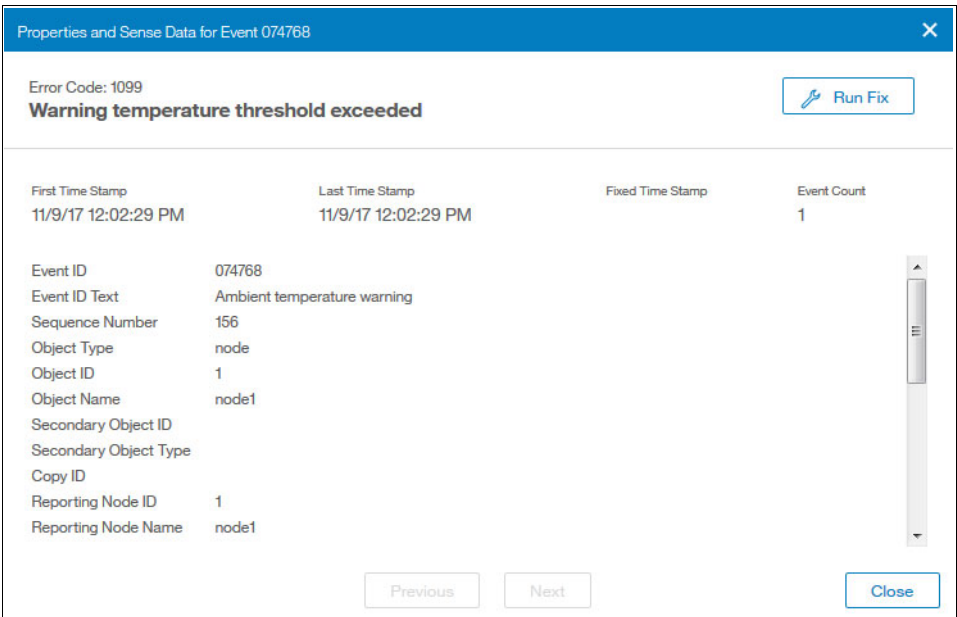 Properties and Sense Data for Event 074768
Error Code: 1099
Warning temperature threshold exceeded
Run Fix
First Time Stamp Last Time Stamp Fixed Time Stamp Event Count
11/9/17 12:02:29 PM 11/9/17 12:02:29 PM 1
Event ID 074768
Event ID Text Ambient temperature warning
Sequence Number 156
Object Type node
Object ID 1
Object Name node1
Secondary Object ID
Secondary Object Type
Copy ID
Reporting Node ID 1
Reporting Node Name node1
Previous Next Close